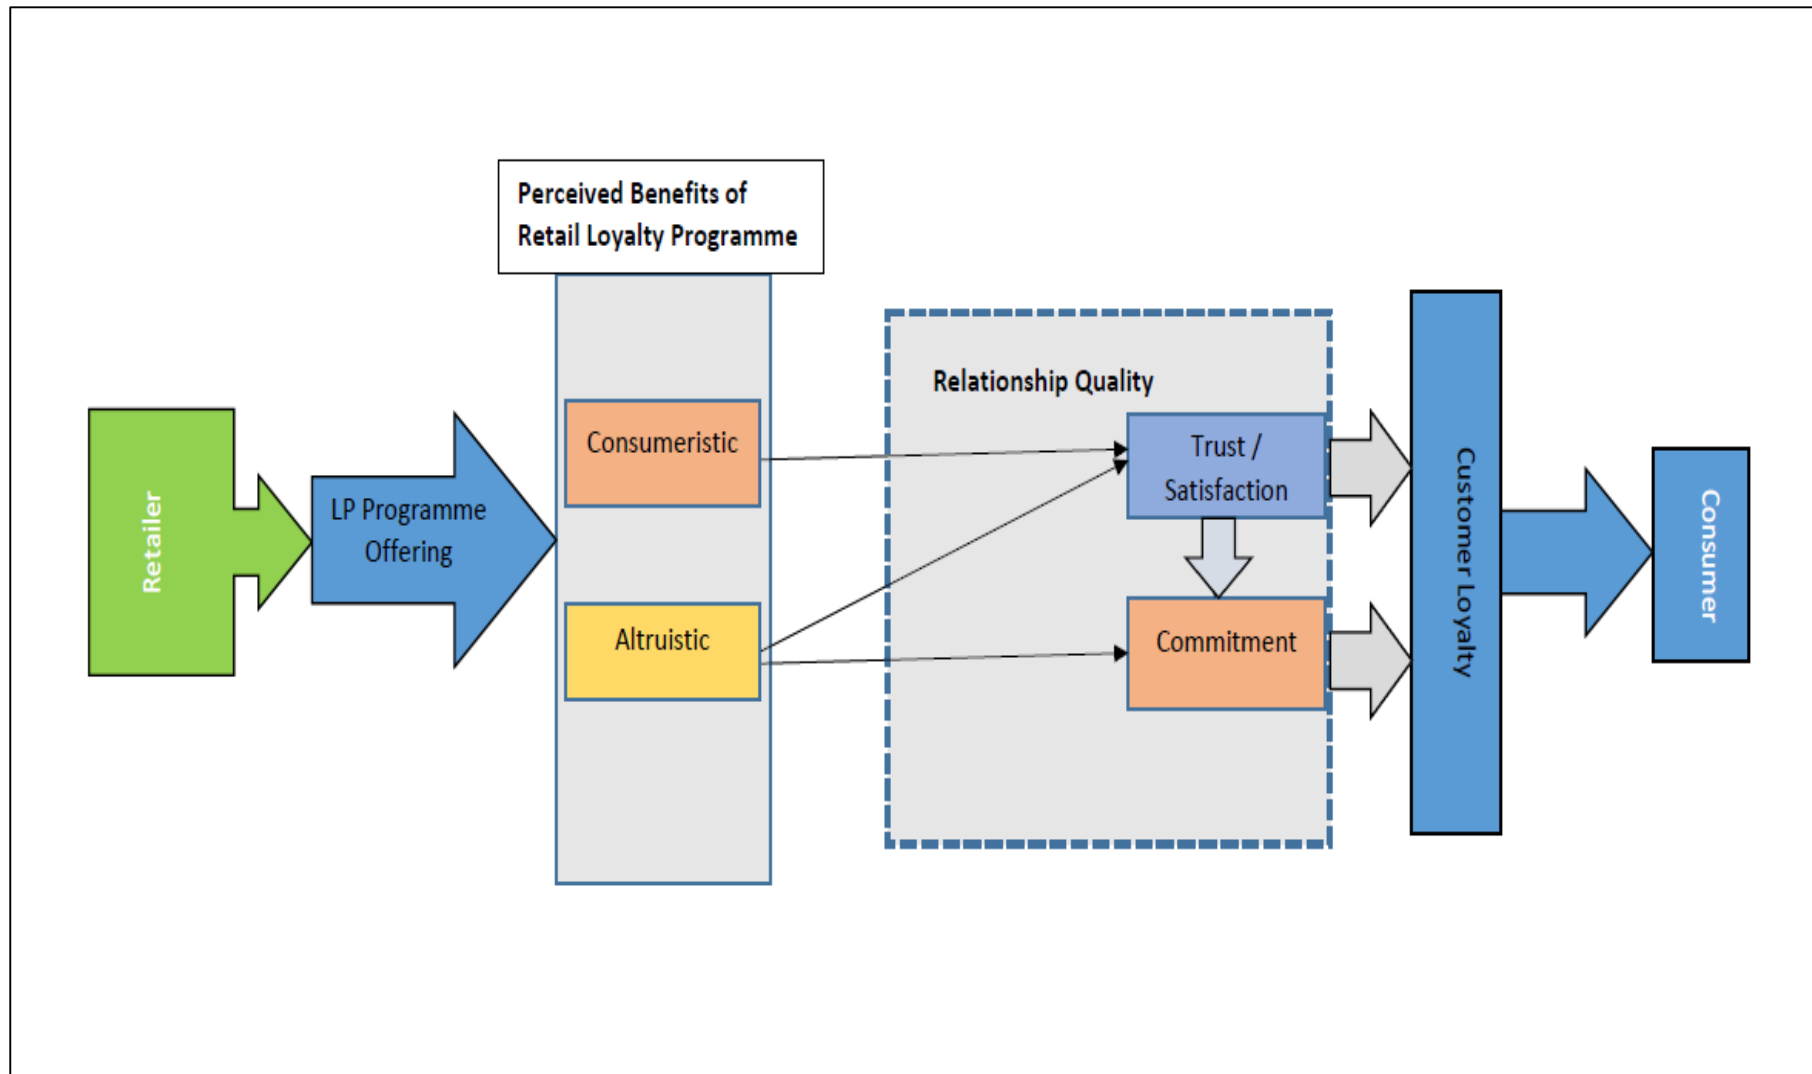 Perceived Benefits of
Retail Loyalty Programme
Retailer
LP Programme
Offering
Consumeristic
Altruistic
Relationship Quality
Trust /
Satisfaction
Commitment
Customer Loyalty
Consumer